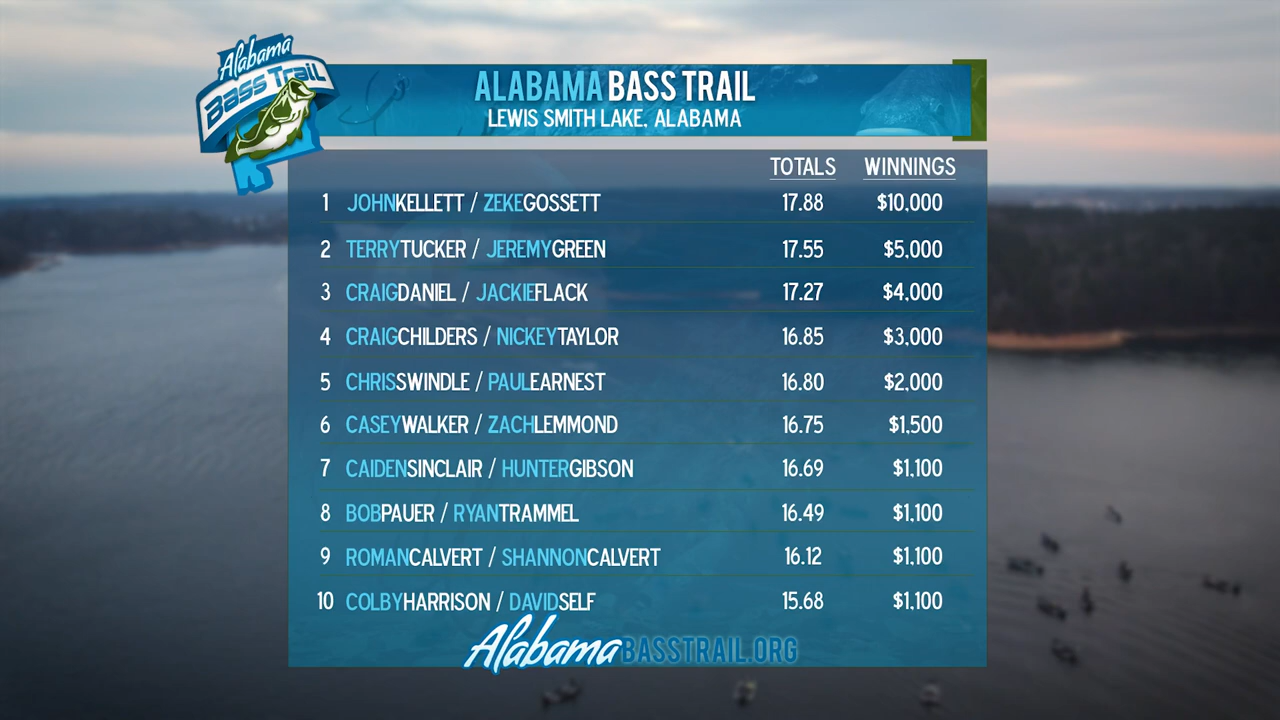 Alabama
Bass Trail
ALABAMA BASS TRAIL
LEWIS SMITH LAKE, ALABAMA
TOTALS WINNINGS
1 JOHNKELLETT / ZEKEGOSSETT 17.88 $10,000
2 TERRYTUCKER / JEREMYGREEN 17.55 $5,000
3 CRAIGDANIEL / JACKIEFLACK 17.27 $4,000
4 CRAIGCHILDERS / NICKEYTAYLOR 16.85 $3,000
5 CHRISSWINDLE / PAULEARNEST 16.80 $2,000
6 CASEYWALKER / ZACHLEMMOND 16.75 $1,500
7 CAIDENSINCLAIR / HUNTERGIBSON 16.69 $1,100
8 BOBPAUER / RYANTRAMMEL 16.49 $1,100
9 ROMANCALVERT / SHANNONCALVERT 16.12 $1,100
10 COLBYHARRISON / DAVIDSELF 15.68 $1,100
AlabamaBASSTRAIL.ORG